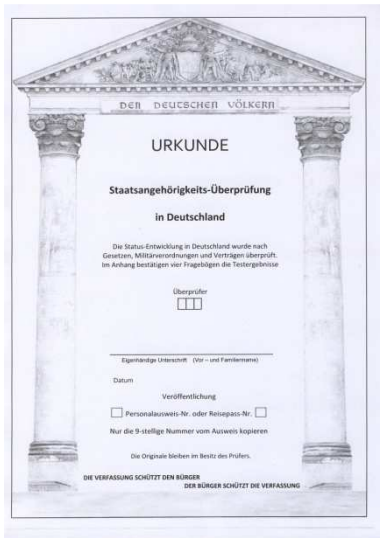 DEN DEUTSCHEN VÖLKERN
URKUNDE
Staatsangehörigkeits-Überprüfung
in Deutschland
Die Status-Entwicklung in Deutschland wurde nach
Gesetzen, Militärverordnungen und Verträgen überprüft.
Im Anhang bestätigen vier Fragebögen die Testergebnisse
Überprüfer
Eigenhändige Unterschrift (Vor – und Familienname)
Datum
Veröffentlichung
Personalausweis-Nr. oder Reisepass-Nr.
Nur die 9-stellige Nummer vom Ausweis kopieren
Die Originale bleiben im Besitz des Prüfers.
DIE VERFASSUNG SCHÜTZT DEN BÜRGER
DER BÜRGER SCHÜTZT DIE VERFASSUNG